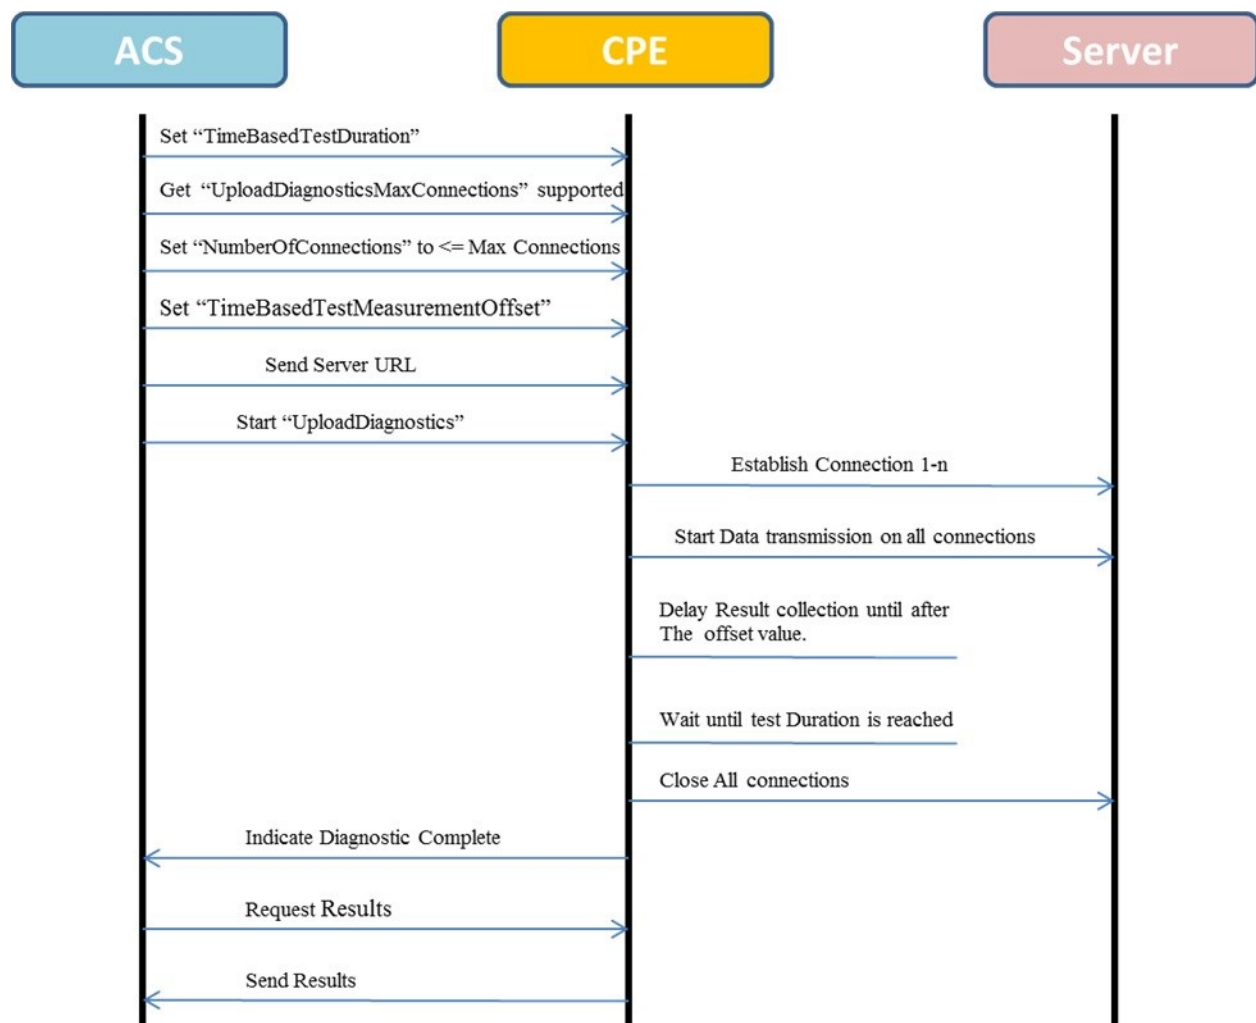 ACS
CPE
Server
Set “TimeBasedTestDuration”
Get “UploadDiagnosticsMaxConnections” supported
Set “NumberOfConnections” to <= Max Connections
Set “TimeBasedTestMeasurementOffset”
Send Server URL
Start “UploadDiagnostics”
Establish Connection 1-n
Start Data transmission on all connections
Delay Result collection until after
The offset value.
Wait until test Duration is reached
Close All connections
Indicate Diagnostic Complete
Request Results
Send Results